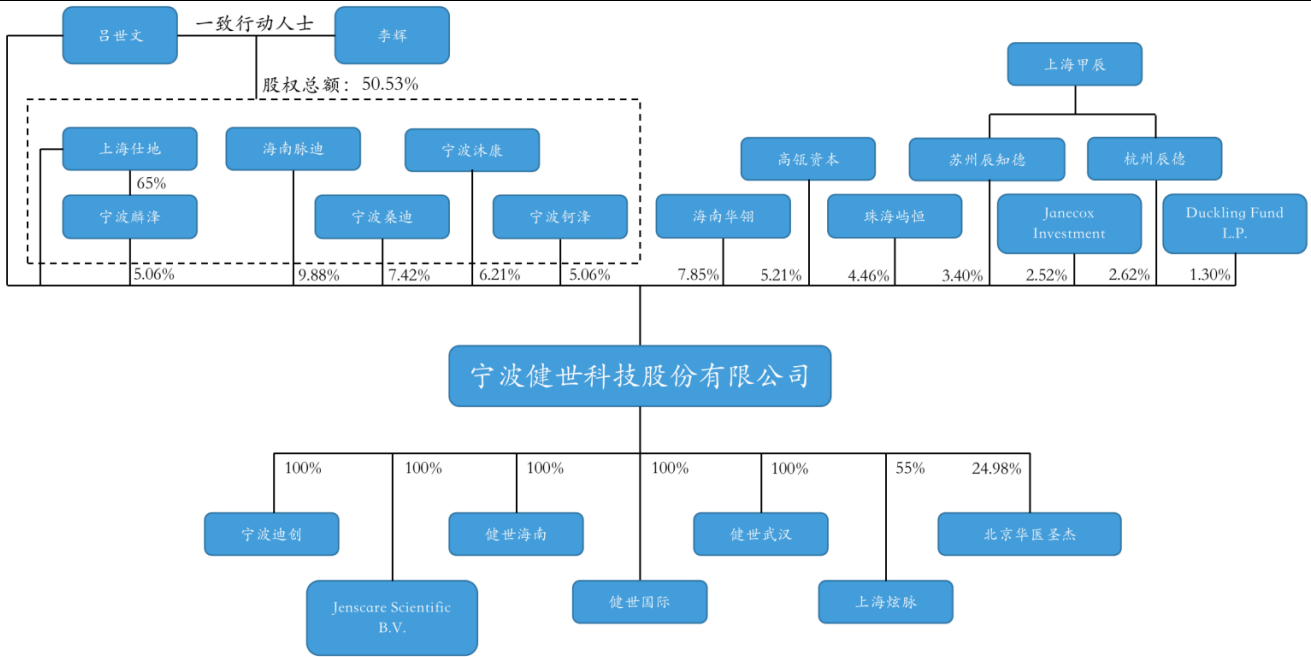 吕世文
一致行动人士
李辉
股权总额：50.53%
上海甲辰
上海仕地
海南脉迪
宁波沐康
高瓴资本
苏州辰知德
杭州辰德
65%
宁波麟沣
宁波桑迪
宁波钶沣
海南华翎
珠海屿恒
Janecox
Investment
Duckling Fund
L.P.
5.06%
9.88%
7.42%
6.21%
5.06%
7.85%
5.21%
4.46%
3.40%
2.52%
2.62%
1.30%
宁波健世科技股份有限公司
100%
100%
100%
100%
100%
55%
24.98%
宁波迪创
健世海南
健世武汉
北京华医圣杰
Jenscare Scientific
B.V.
健世国际
上海炫脉